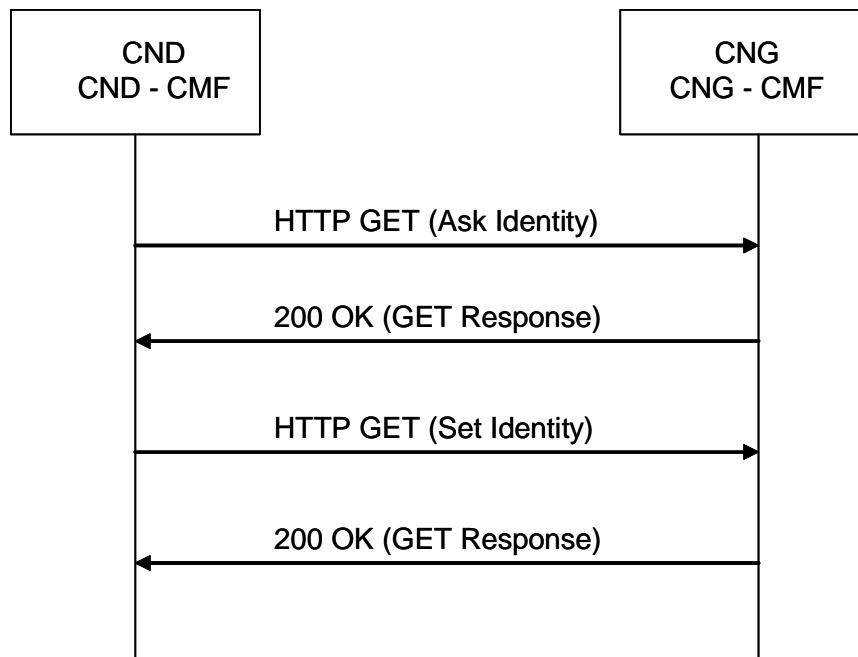 CND
CND - CMF
CNG
CNG - CMF
HTTP GET (Ask Identity)
200 OK (GET Response)
HTTP GET (Set Identity)
200 OK (GET Response)